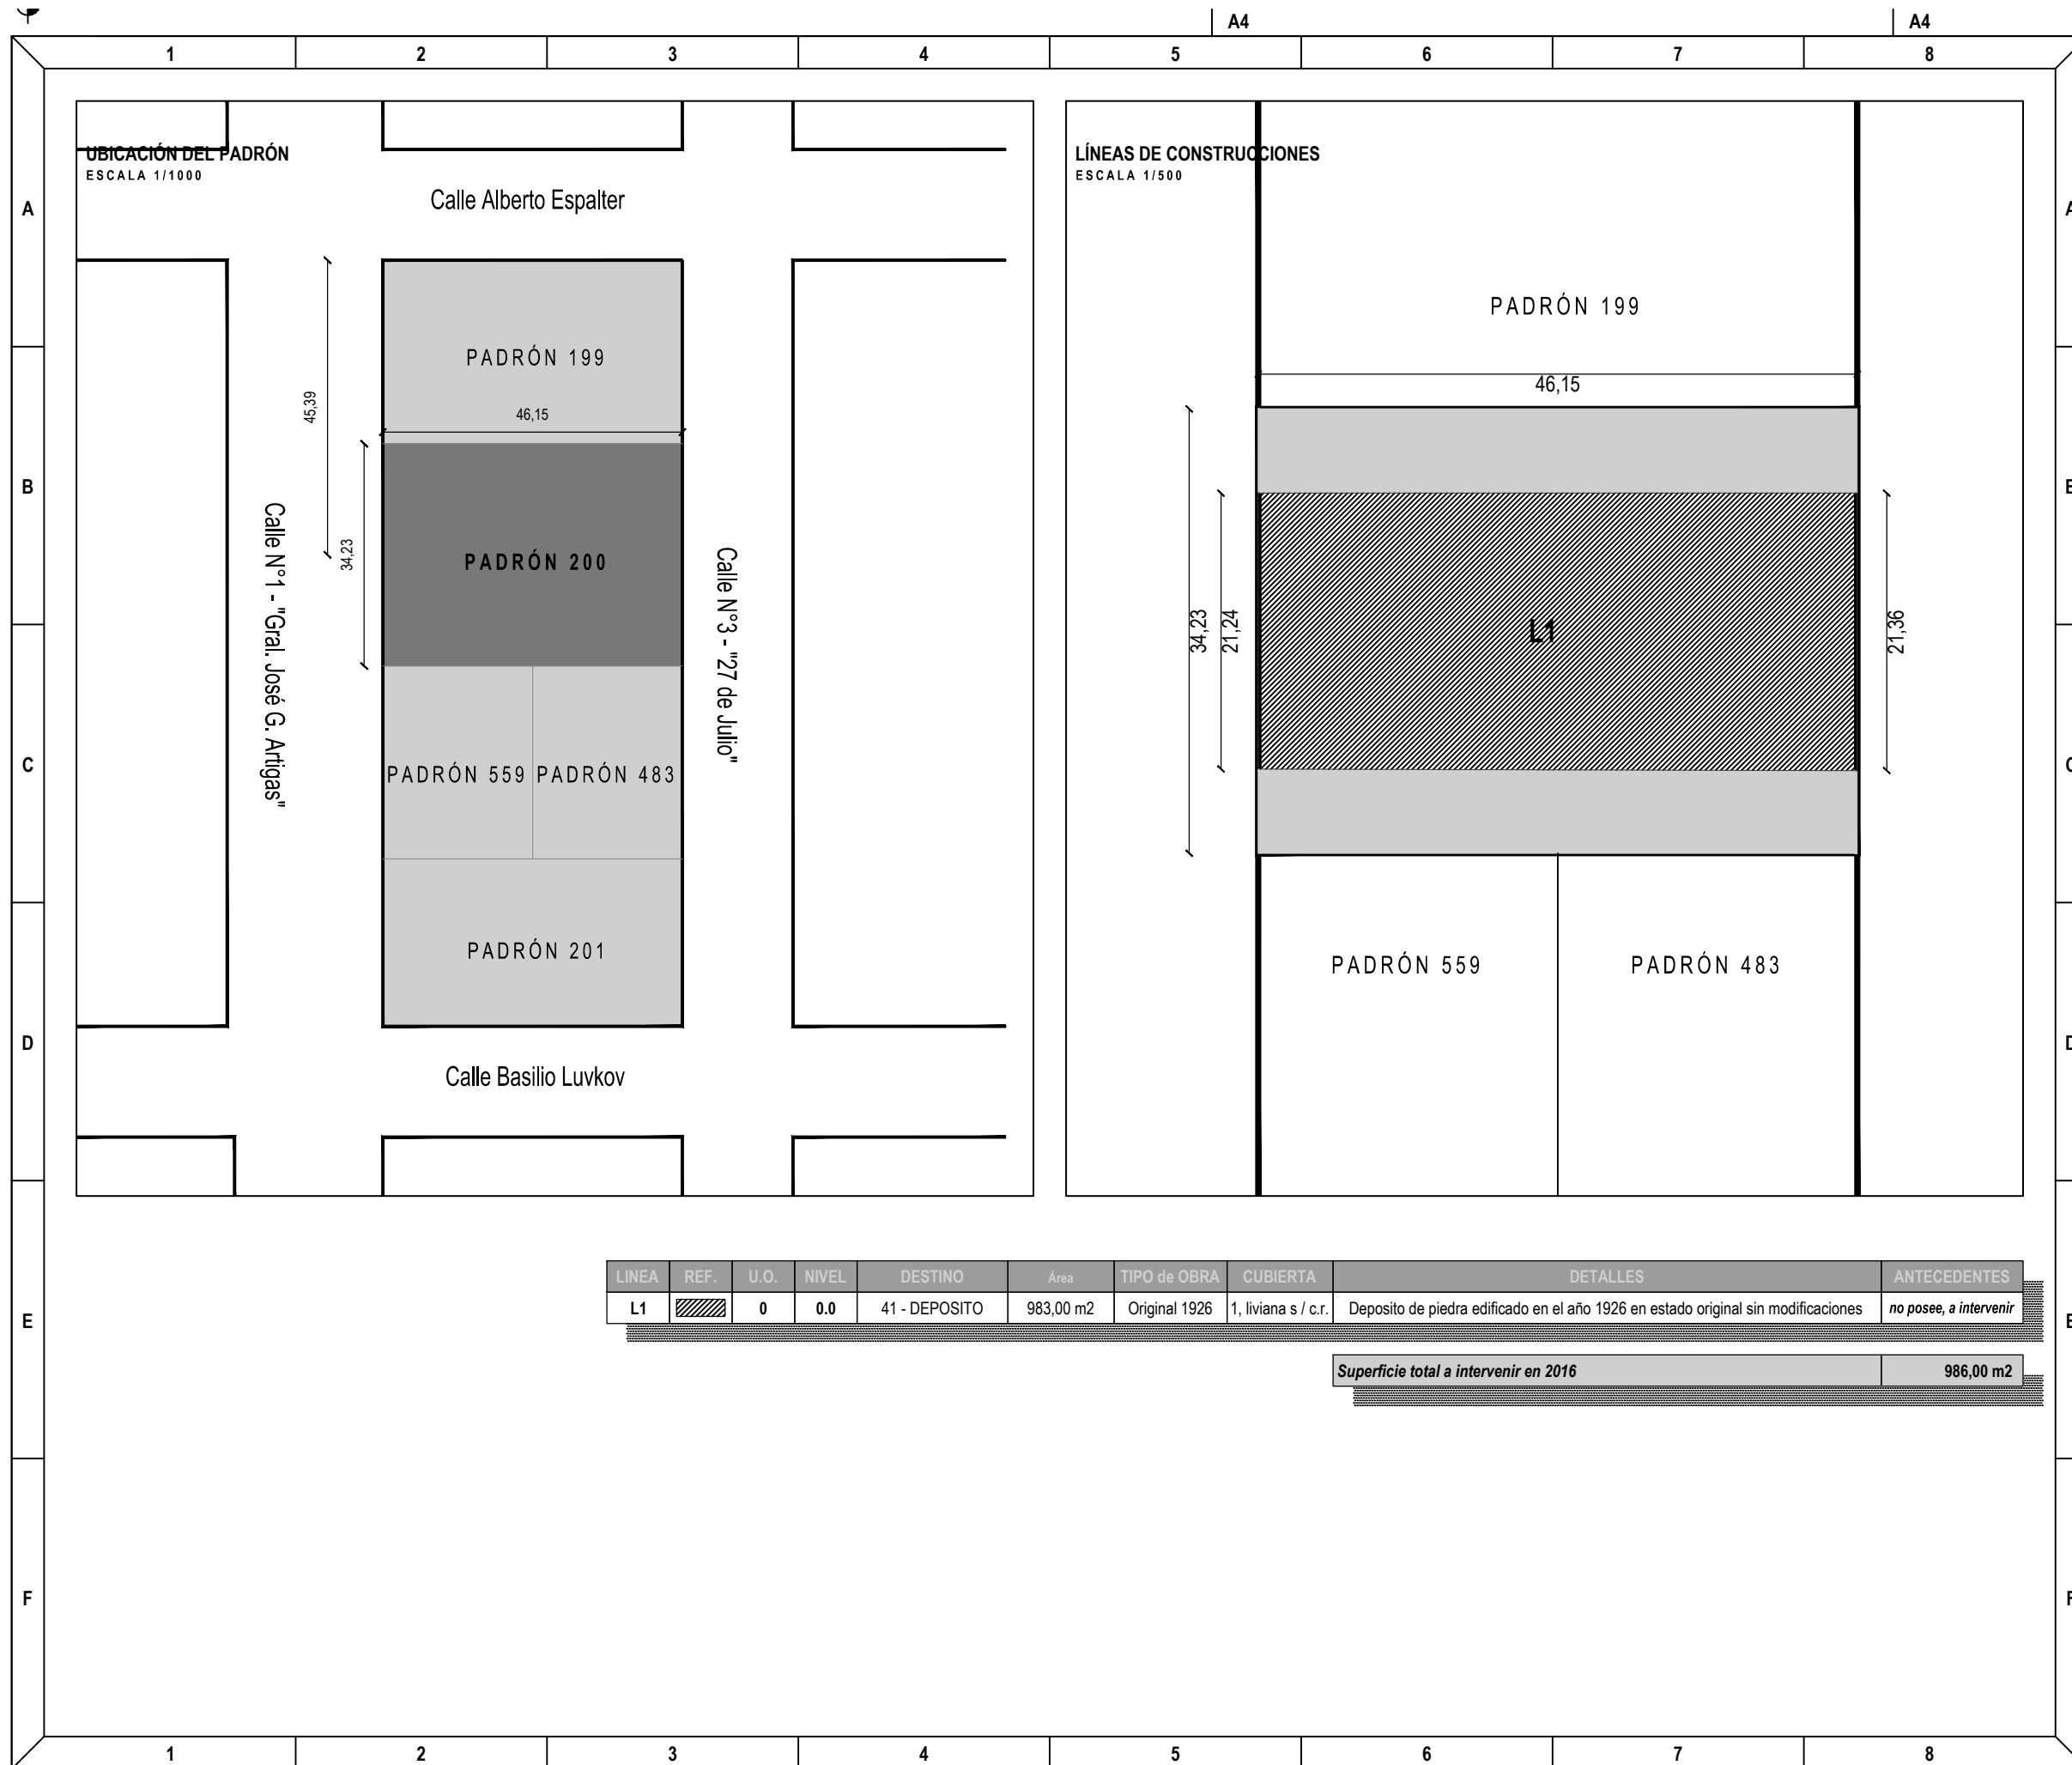 A4 A4
1 2 3 4 5 6 7 8
UBICACIÓN DEL PADRÓN
ESCALA 1/1000
Calle Alberto Espalter
PADRÓN 199
45,39
46,15
34,23
PADRÓN 200
Calle N°1 - "Gral. José G. Artigas"
Calle N°3 - "27 de Julio"
PADRÓN 559 PADRÓN 483
PADRÓN 201
Calle Basilio Luvkov
LÍNEAS DE CONSTRUCCIONES
ESCALA 1/500
PADRÓN 199
46,15
34,23
21,24
L1
21,36
PADRÓN 559 PADRÓN 483
A A
B B
C C
D D
LINEA REF. U.O. NIVEL DESTINO Área TIPO de OBRA CUBIERTA DETALLES ANTECEDENTES
L1 0 0.0 41 - DEPOSITO 983,00 m2 Original 1926 1, liviana s / c.r. Deposito de piedra edificado en el año 1926 en estado original sin modificaciones no posee, a intervenir
E E
Superficie total a intervenir en 2016 986,00 m2
F F
1 2 3 4 5 6 7 8